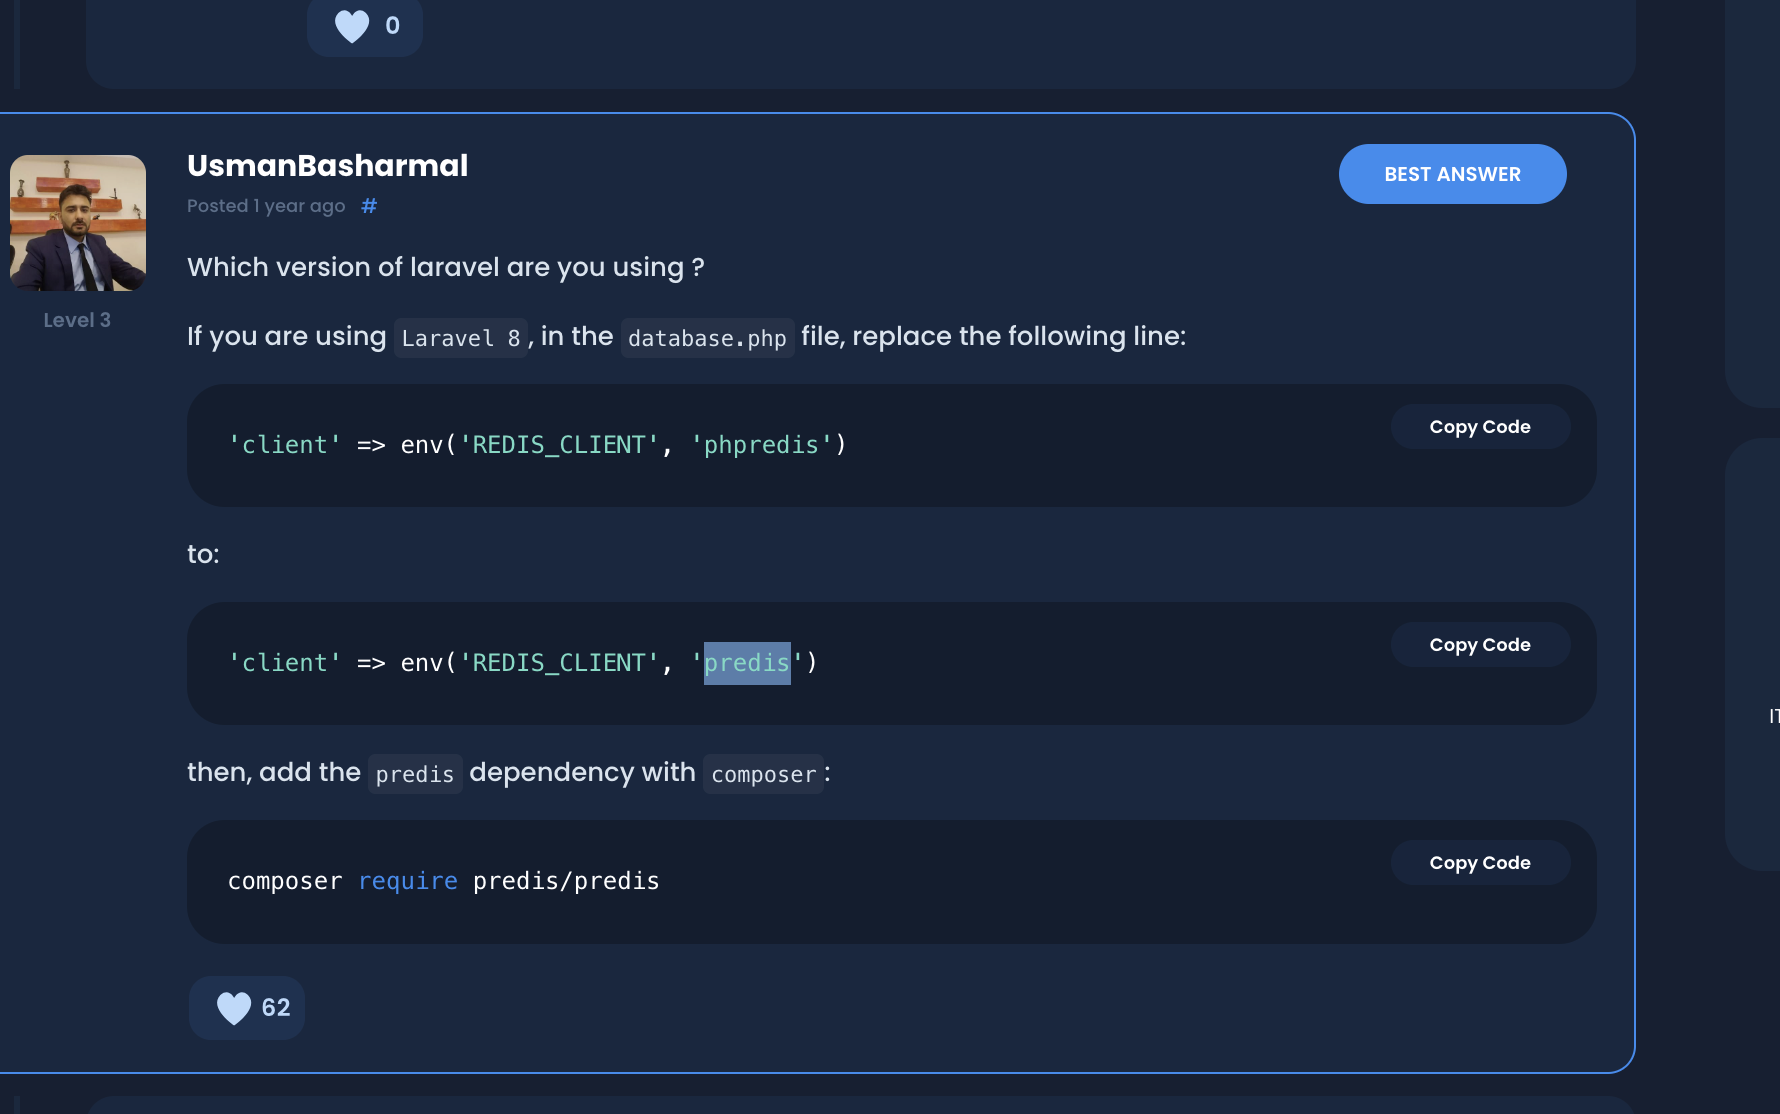 0
UsmanBasharmal
BEST ANSWER
Posted 1 year ago #
Level 3
Which version of laravel are you using ?
If you are using Laravel 8, in the database.php file, replace the following line:
Copy Code
'client' => env('REDIS_CLIENT', 'phpredis')
to:
Copy Code
'client' => env('REDIS_CLIENT', 'predis')
then, add the predis dependency with composer:
Copy Code
composer require predis/predis
62